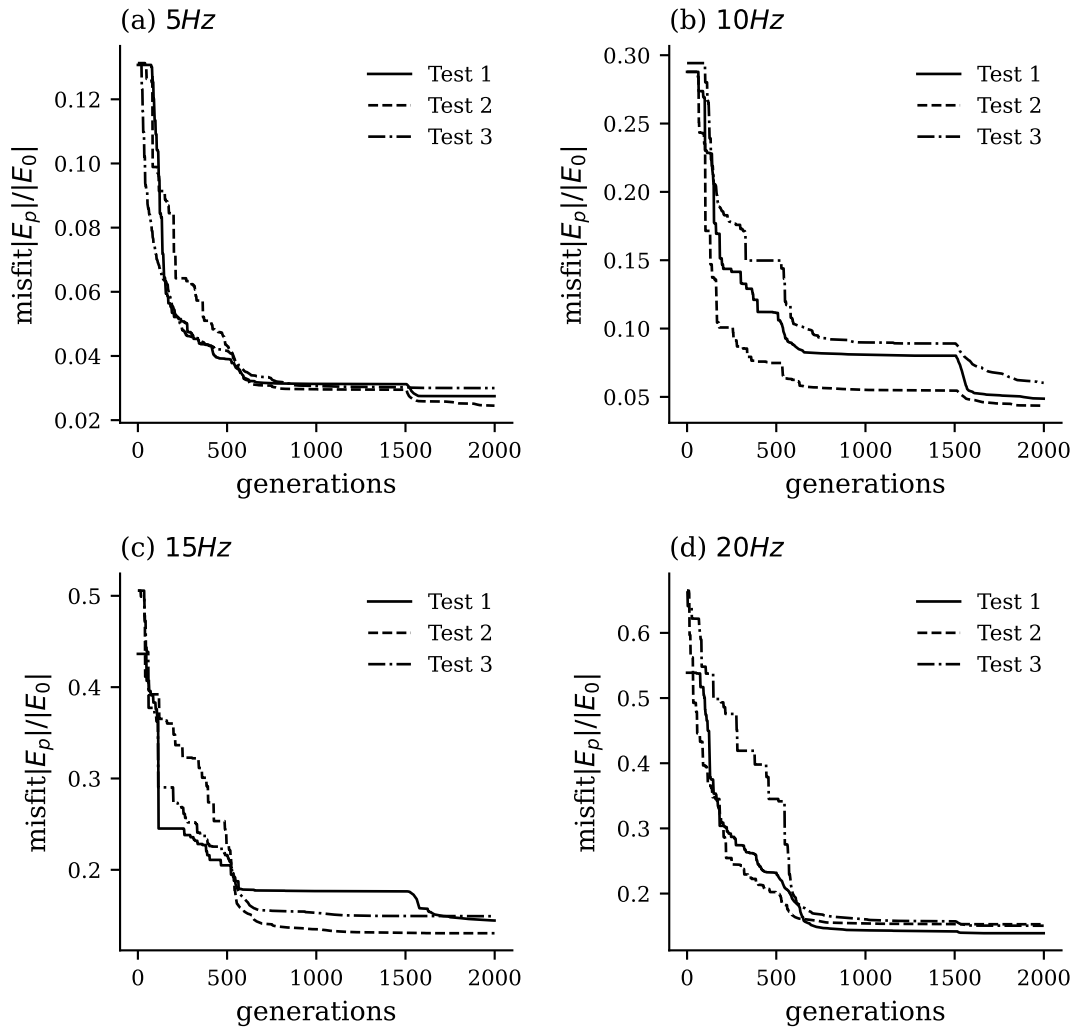 (a) 5Hz
misfit|E_p|/|E_0|
0.12
0.10
0.08
0.06
0.04
0.02
Test 1
Test 2
Test 3
0 500 1000 1500 2000
generations
(b) 10Hz
misfit|E_p|/|E_0|
0.30
0.25
0.20
0.15
0.10
0.05
Test 1
Test 2
Test 3
0 500 1000 1500 2000
generations
(c) 15Hz
misfit|E_p|/|E_0|
0.5
0.4
0.3
0.2
Test 1
Test 2
Test 3
0 500 1000 1500 2000
generations
(d) 20Hz
misfit|E_p|/|E_0|
0.6
0.5
0.4
0.3
0.2
Test 1
Test 2
Test 3
0 500 1000 1500 2000
generations